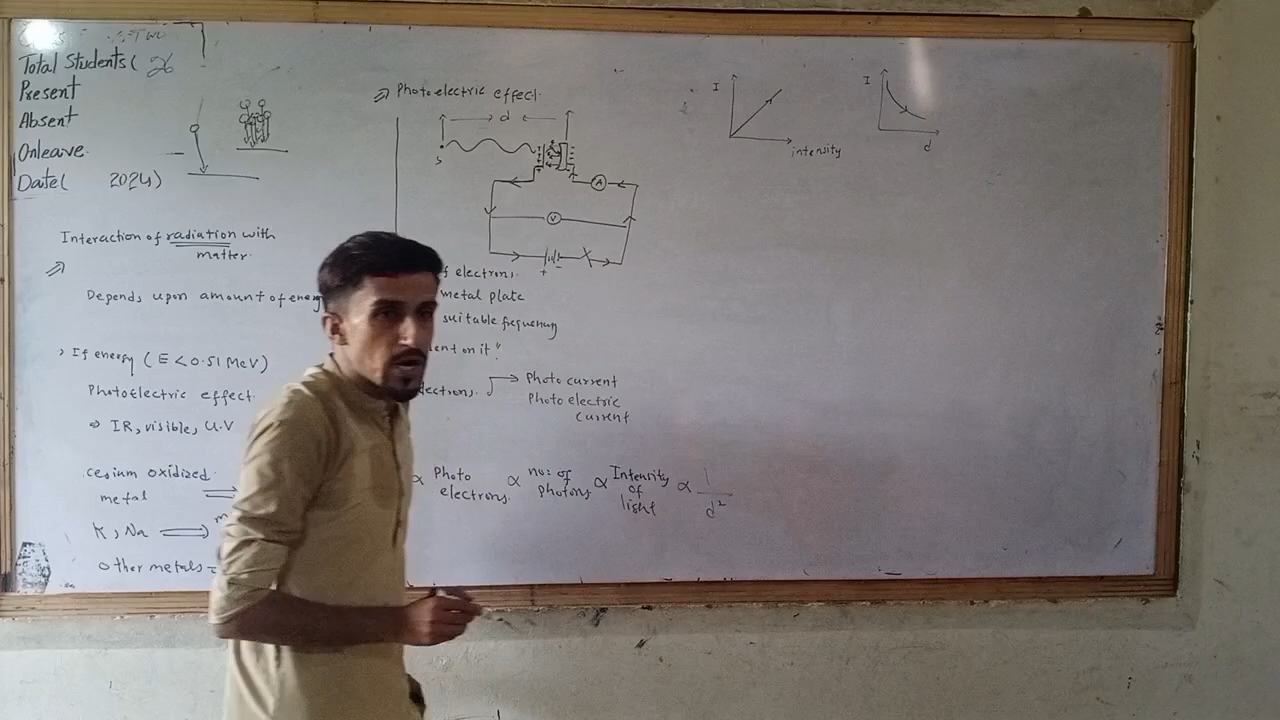 Total Students( 26
Present
Absent
Onleave.
Date( 2024)
Interaction of radiation with
matter.
Depends upon amount of energ
If energy (E < 0.51 MeV)
Photoelectric effect.
⇒ IR, visible, U.V
cesium oxidized
metal
K, Na
other metals
⇒ Photoelectric effect.
d
s
A
V
+ -
f electrons.
metal plate
suitable frequency
ent on it"
lectrons. → Photo current
Photo electric
current
∝ Photo electrons. ∝ no: of photons ∝ Intensity of light ∝ 1/d²
I
intensity
I
d